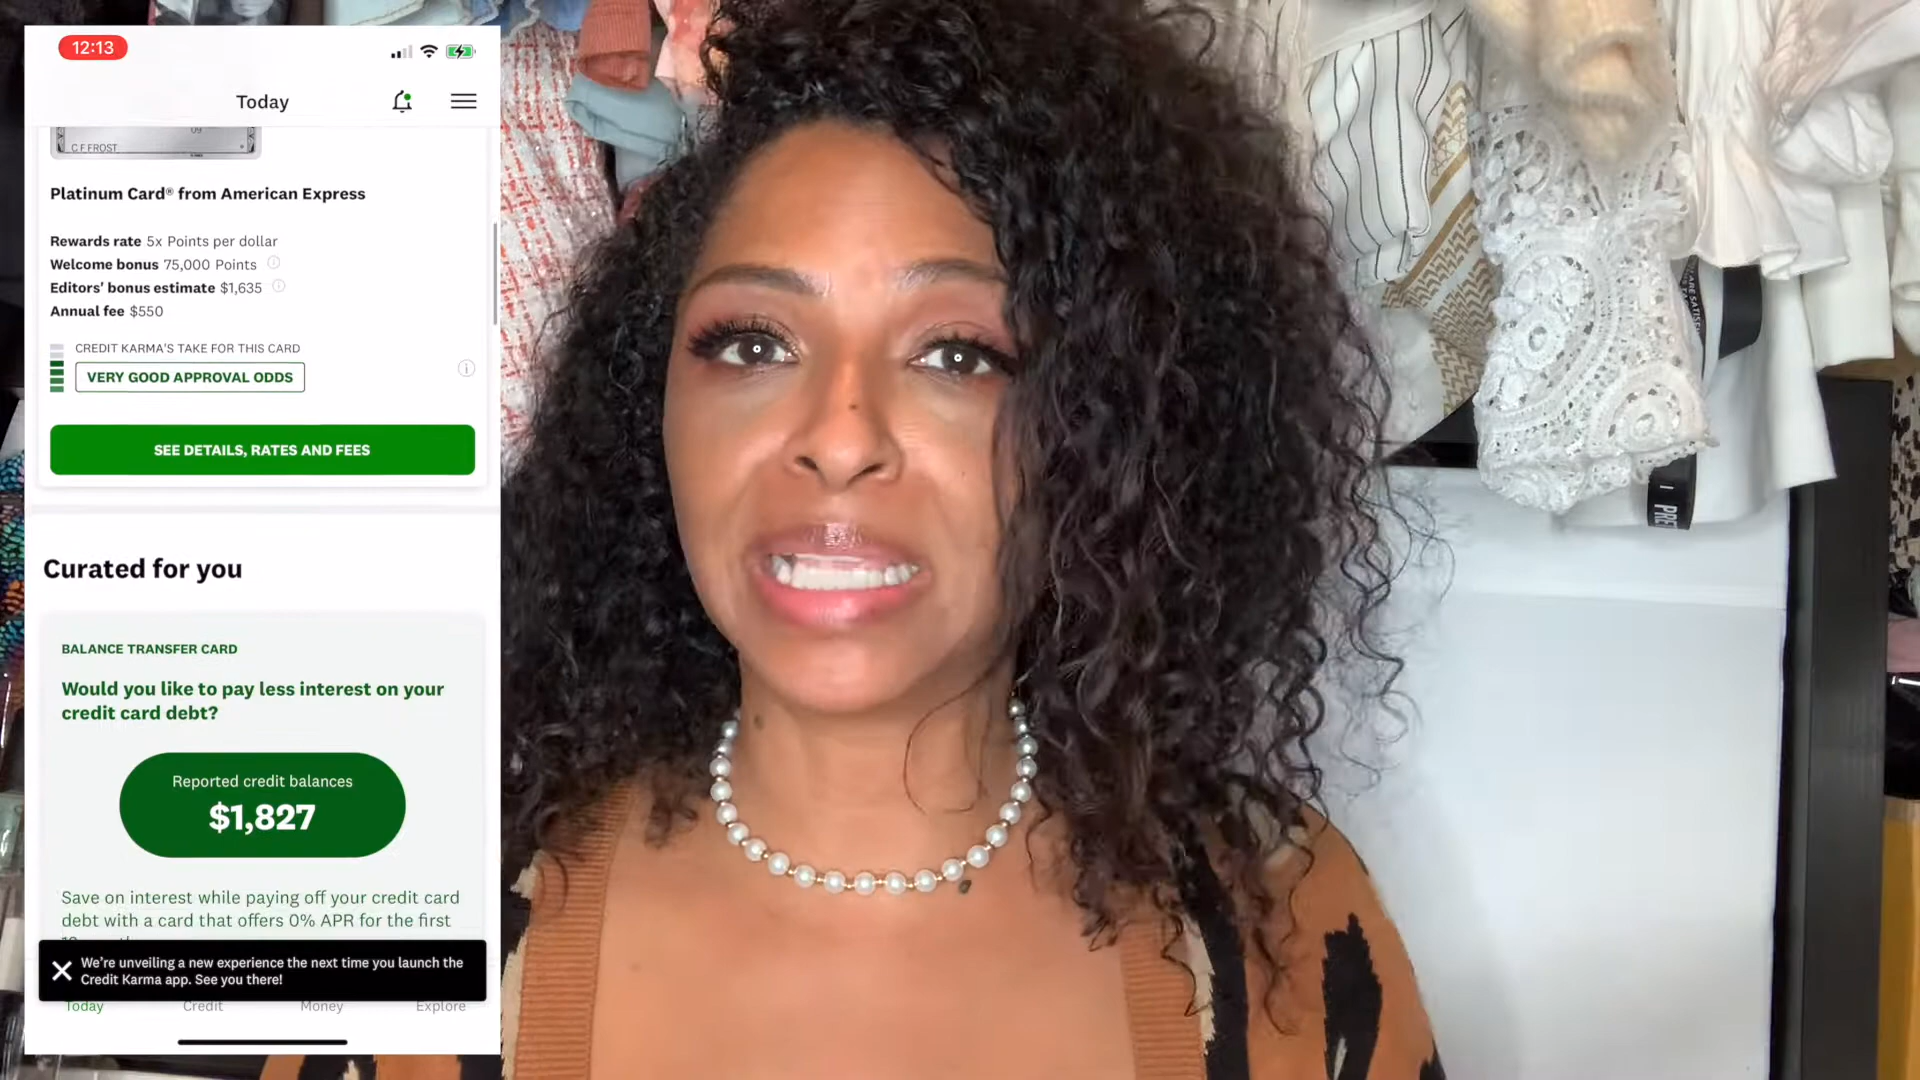 12:13
Today
09
C F FROST
Platinum Card® from American Express
Rewards rate 5x Points per dollar
Welcome bonus 75,000 Points
Editors' bonus estimate $1,635
Annual fee $550
CREDIT KARMA'S TAKE FOR THIS CARD
VERY GOOD APPROVAL ODDS
SEE DETAILS, RATES AND FEES
Curated for you
BALANCE TRANSFER CARD
Would you like to pay less interest on your
credit card debt?
Reported credit balances
$1,827
Save on interest while paying off your credit card
debt with a card that offers 0% APR for the first
We're unveiling a new experience the next time you launch the
Credit Karma app. See you there!
Today Credit Money Explore
I PRE